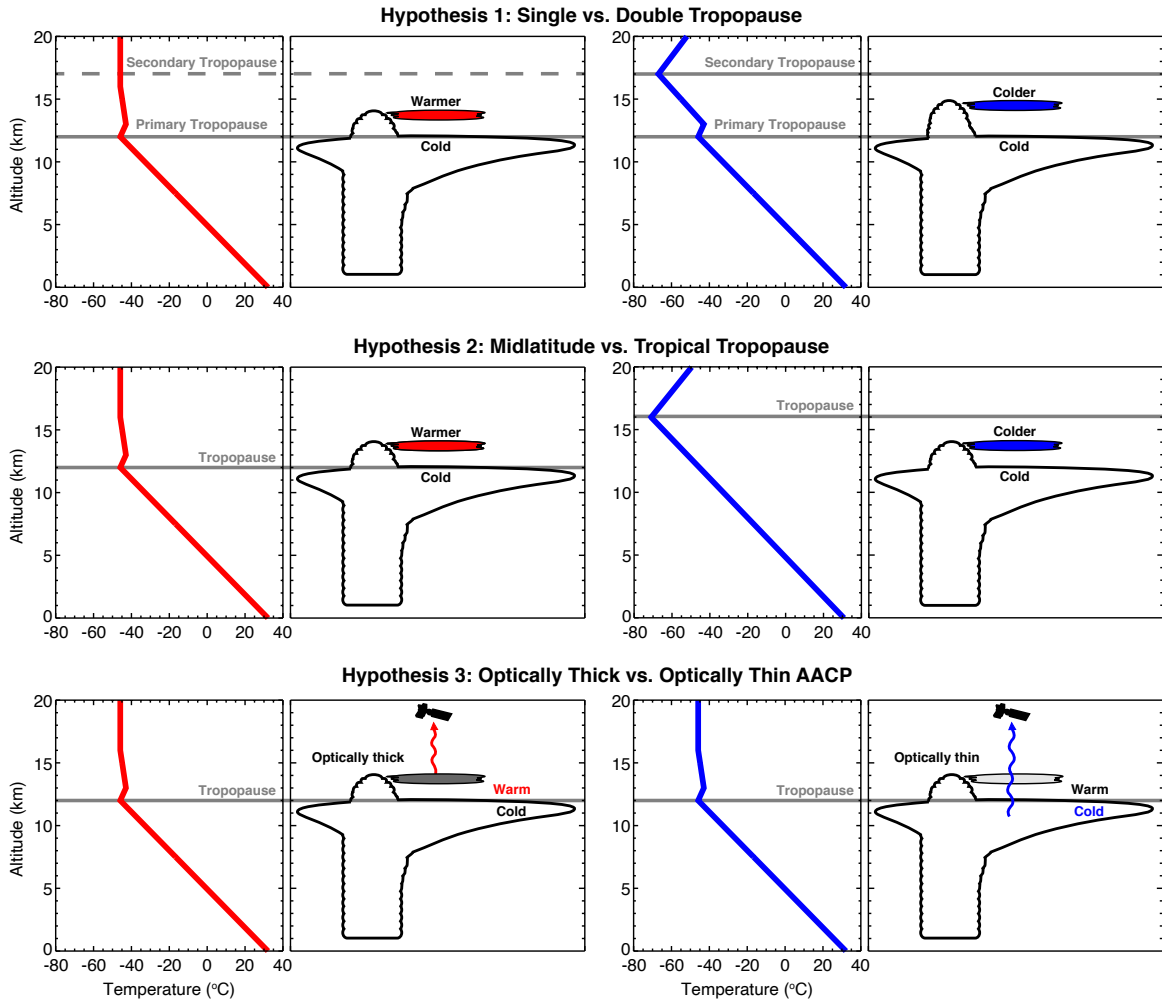 Hypothesis 1: Single vs. Double Tropopause
20
15
10
5
0
Altitude (km)
Secondary Tropopause
Primary Tropopause
-80 -60 -40 -20 0 20 40
Warmer
Cold
Secondary Tropopause
Primary Tropopause
-80 -60 -40 -20 0 20 40
Colder
Cold
Hypothesis 2: Midlatitude vs. Tropical Tropopause
20
15
10
5
0
Altitude (km)
Tropopause
-80 -60 -40 -20 0 20 40
Warmer
Cold
Tropopause
-80 -60 -40 -20 0 20 40
Colder
Cold
Hypothesis 3: Optically Thick vs. Optically Thin AACP
20
15
10
5
0
Altitude (km)
Tropopause
-80 -60 -40 -20 0 20 40
Temperature (°C)
Optically thick
Warm
Cold
Tropopause
-80 -60 -40 -20 0 20 40
Temperature (°C)
Optically thin
Warm
Cold